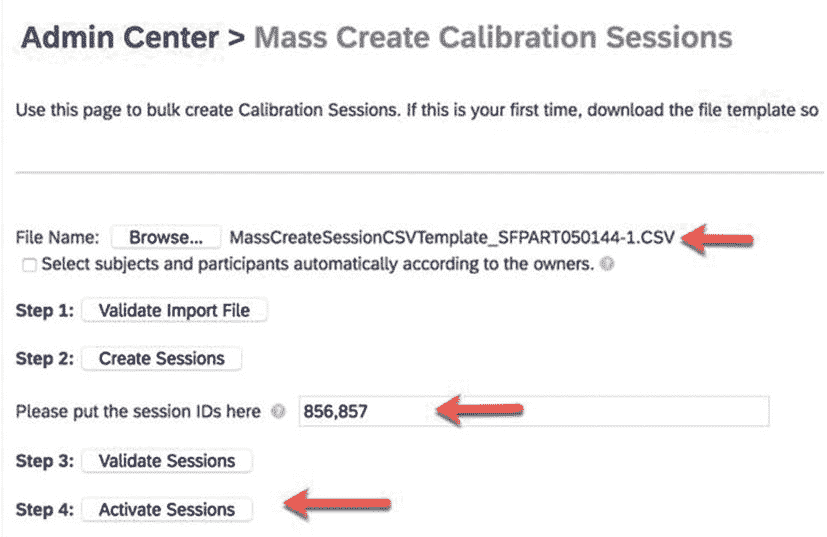 Admin Center > Mass Create Calibration Sessions
Use this page to bulk create Calibration Sessions. If this is your first time, download the file template so
File Name: Browse... MassCreateSessionCSVTemplate_SFPART050144-1.CSV
Select subjects and participants automatically according to the owners.
Step 1: Validate Import File
Step 2: Create Sessions
Please put the session IDs here 856,857
Step 3: Validate Sessions
Step 4: Activate Sessions